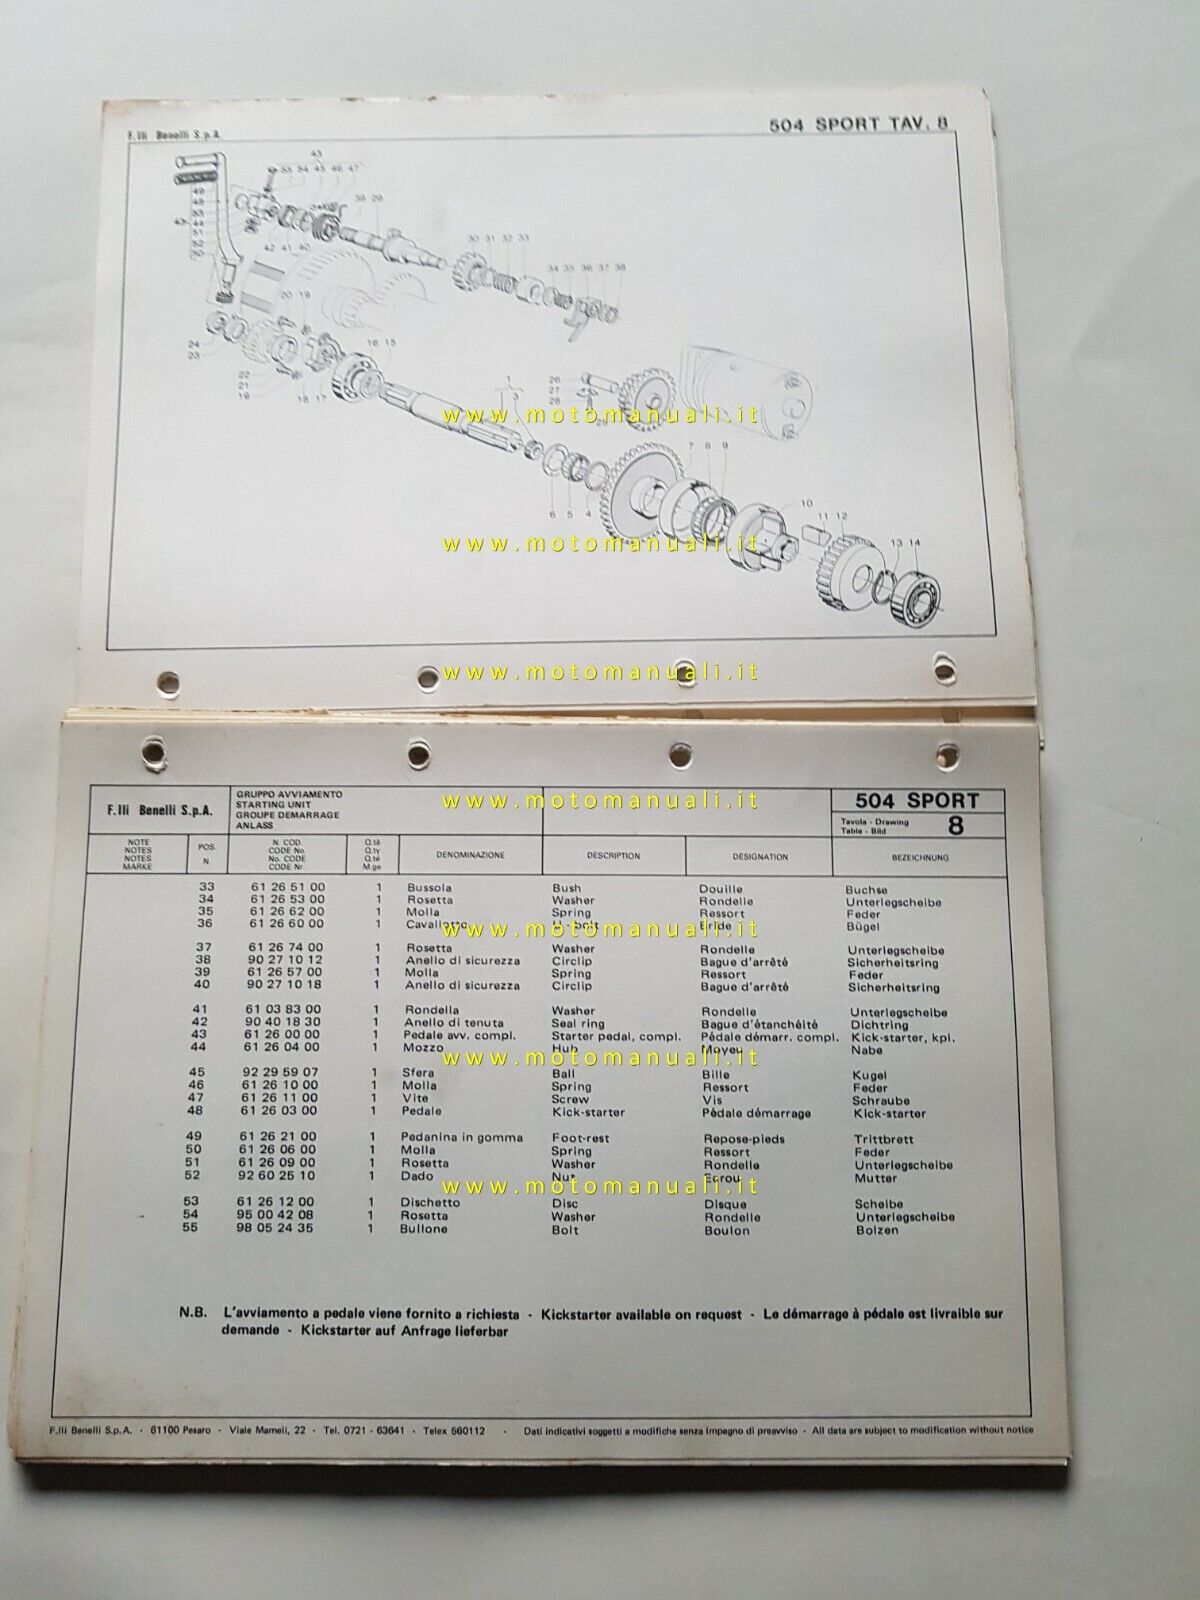 F.lli Benelli S.p.A.
504 SPORT TAV. 8
www.motomanuali.it
www.motomanuali.it
www.motomanuali.it
F.lli Benelli S.p.A.
GRUPPO AVVIAMENTO
STARTING UNIT
GROUPE DEMARRAGE
ANLASS
www.motomanuali.it
504 SPORT
Tavola - Drawing
Table - Bild
8
NOTE
NOTES
NOTES
MARKE
POS.
N.
N. COD.
CODE No.
No. CODE
CODE Nr.
Q.tà
Q.ty
Q.té
M.ge
DENOMINAZIONE
DESCRIPTION
DESIGNATION
BEZEICHNUNG
33 61 26 51 00 1 Bussola Bush Douille Buchse
34 61 26 53 00 1 Rosetta Washer Rondelle Unterlegscheibe
35 61 26 62 00 1 Molla Spring Ressort Feder
36 61 26 60 00 1 Cavallotto U-bolt Bride Bügel
www.motomanuali.it
37 61 26 74 00 1 Rosetta Washer Rondelle Unterlegscheibe
38 90 27 10 12 1 Anello di sicurezza Circlip Bague d'arrêté Sicherheitsring
39 61 26 57 00 1 Molla Spring Ressort Feder
40 90 27 10 18 1 Anello di sicurezza Circlip Bague d'arrêté Sicherheitsring
41 61 03 83 00 1 Rondella Washer Rondelle Unterlegscheibe
42 90 40 18 30 1 Anello di tenuta Seal ring Bague d'étanchéité Dichtring
43 61 26 00 00 1 Pedale avv. compl. Starter pedal, compl. Pédale démarr. compl. Kick-starter, kpl.
44 61 26 04 00 1 Mozzo Hub Moyeu Nabe
www.motomanuali.it
45 92 29 59 07 1 Sfera Ball Bille Kugel
46 61 26 10 00 1 Molla Spring Ressort Feder
47 61 26 11 00 1 Vite Screw Vis Schraube
48 61 26 03 00 1 Pedale Kick-starter Pédale démarrage Kick-starter
49 61 26 21 00 1 Pedanina in gomma Foot-rest Repose-pieds Trittbrett
50 61 26 06 00 1 Molla Spring Ressort Feder
51 61 26 09 00 1 Rosetta Washer Rondelle Unterlegscheibe
52 92 60 25 10 1 Dado Nut Ecrou Mutter
www.motomanuali.it
53 61 26 12 00 1 Dischetto Disc Disque Scheibe
54 95 00 42 08 1 Rosetta Washer Rondelle Unterlegscheibe
55 98 05 24 35 1 Bullone Bolt Boulon Bolzen
N.B. L'avviamento a pedale viene fornito a richiesta - Kickstarter available on request - Le démarrage à pédale est livraible sur
demande - Kickstarter auf Anfrage lieferbar
F.lli Benelli S.p.A. - 61100 Pesaro - Viale Mameli, 22 - Tel. 0721 - 63641 - Telex 560112 - Dati indicativi soggetti a modifiche senza impegno di preavviso - All data are subject to modification without notice